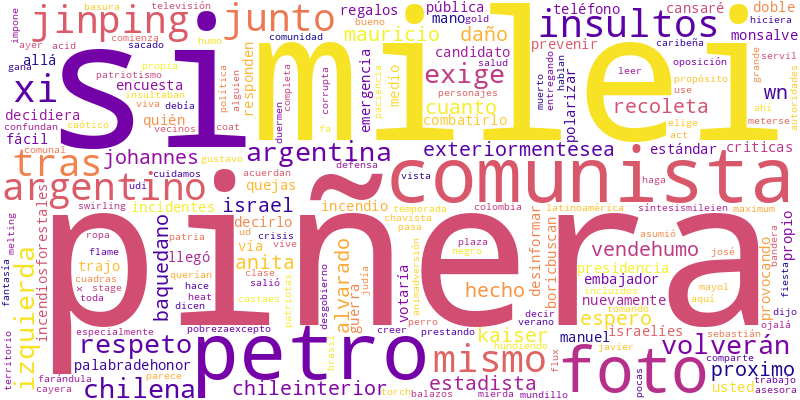 basura televisión
impone
jinping junto regalos teléfono cansaré doble
bueno hiciera
ayer acid sacado humo comunidad gold caribeña
si milei
mauricio mano pública insultos
daño prevenir monsalve
gana comienza propia candidato salud leer oposición
allá patriotismo insultaban personajes propósito servil
xi encuesta viva debía responden emergencia medio exige muerto entregando hablan polarizar wn grande
use autoridades
decidiera quién política alguien completa corrupta paciencia cuanto recoleta ahí
confundan caótico vecinos coat duermen fa combatirlo elige meterse
fácil argentina exteriormentesea act estándar criticas
comunal johannes gustavo acuerdan defensa
tras cuidamos vista haga
argentino udi israel quejas judía comunista
swirling incidentes decirlo incendio temporada colombia latinoamérica síntesismileien maximum
melting ropa patria ud crisis chavista plaza asumió
piñera
incendiosforestales flame baquedano llegó vía vive pasa negro desinformar boricbuscan vendehumo josé bandera provocando propio
fantasía cuadras trajo querían anita clase alvarado guerra animadversión presidencia fiesta
x stage hace salió patriotas hecho embajador mayol
izquierda toda heat castaes desgobierno votaría incluidos nuevamente aquí
dicen tomando espero dijo
especialmente pobrezaexcepto creer perro prestando decir verano israelíes sebastián ojalá
territorio respeto petro brasil kaiser manuel volverán
palabradehonor hundiendo javier
parece mismo foto comparte
farándula chilena chileinterior estadista flux usted proximo
cayera torch balazos mierda mundillo pocas trabajo
asesora